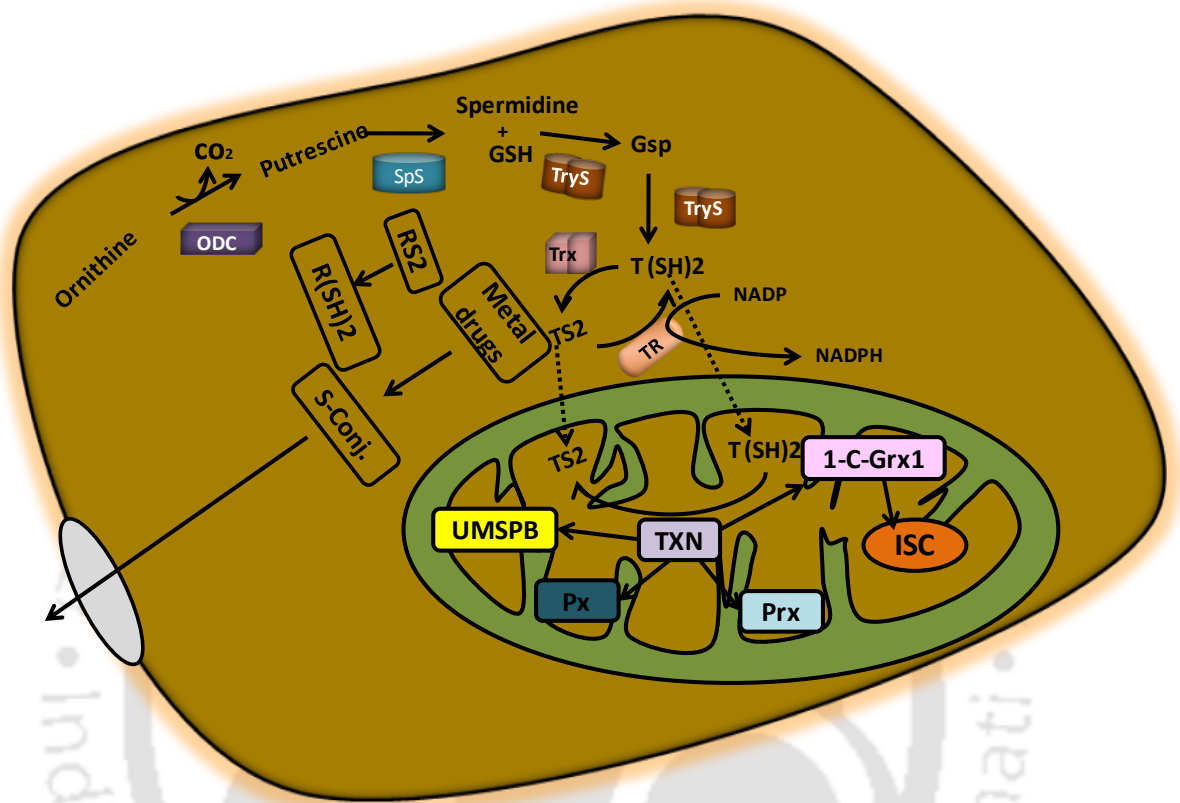 Spermidine
+
GSH
CO2
Putrescine
Gsp
SpS
TryS
TryS
ODC
Ornithine
RS2
R(SH)2
Trx
T (SH)2
NADP
Metal
drugs
TS2
TR
NADPH
S-Conj.
TS2
T (SH)2
1-C-Grx1
UMSPB
TXN
ISC
Px
Prx